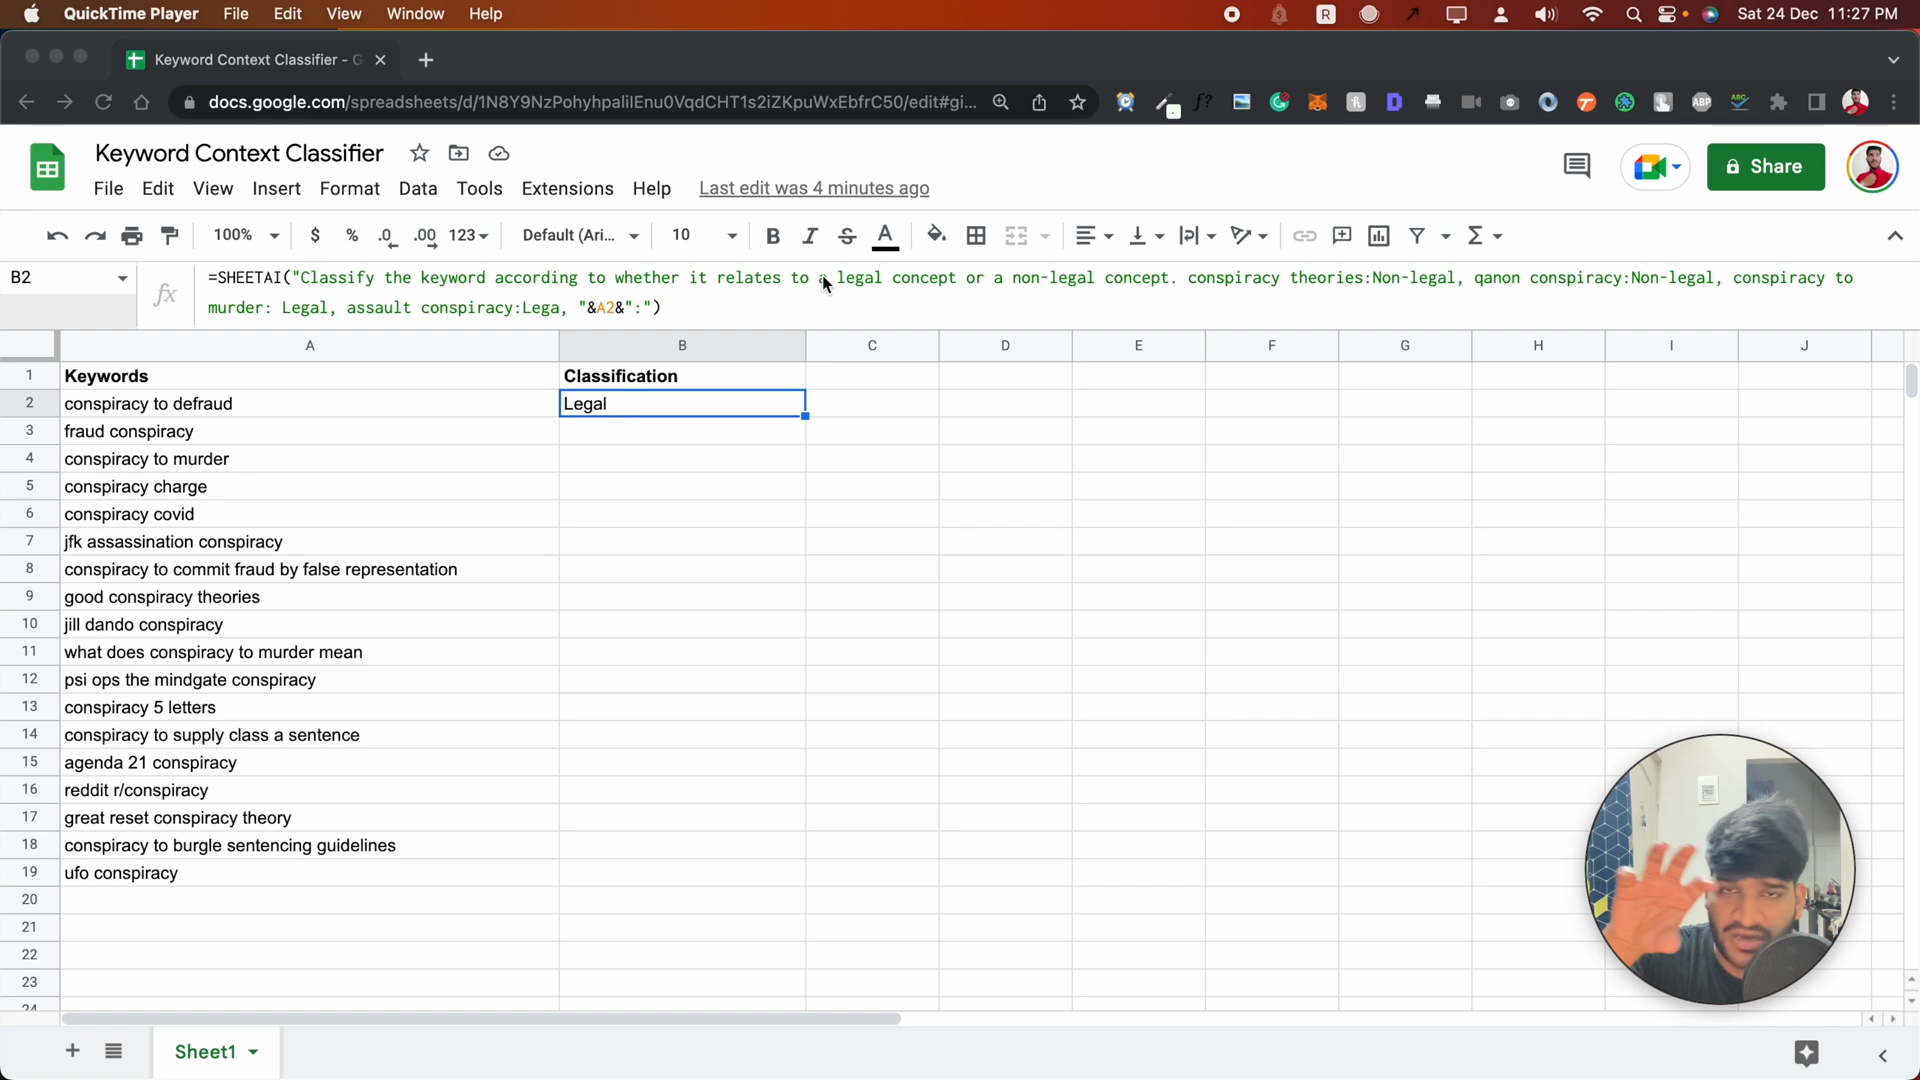 QuickTime Player File Edit View Window Help Sat 24 Dec 11:27 PM
Keyword Context Classifier - G
docs.google.com/spreadsheets/d/1N8Y9NzPohyhpaliIEnu0VqdCHT1s2iZKpuWxEbfrC50/edit#gi...
Keyword Context Classifier
Share
File Edit View Insert Format Data Tools Extensions Help Last edit was 4 minutes ago
100% $ % .0 .00 123 Default (Ari... 10 B I S A
B2
=SHEETAI("Classify the keyword according to whether it relates to a legal concept or a non-legal concept. conspiracy theories:Non-legal, qanon conspiracy:Non-legal, conspiracy to
murder: Legal, assault conspiracy:Lega, "&A2&":")
A B C D E F G H I J
1 Keywords Classification
2 conspiracy to defraud Legal
3 fraud conspiracy
4 conspiracy to murder
5 conspiracy charge
6 conspiracy covid
7 jfk assassination conspiracy
8 conspiracy to commit fraud by false representation
9 good conspiracy theories
10 jill dando conspiracy
11 what does conspiracy to murder mean
12 psi ops the mindgate conspiracy
13 conspiracy 5 letters
14 conspiracy to supply class a sentence
15 agenda 21 conspiracy
16 reddit r/conspiracy
17 great reset conspiracy theory
18 conspiracy to burgle sentencing guidelines
19 ufo conspiracy
20
21
22
23
24
Sheet1